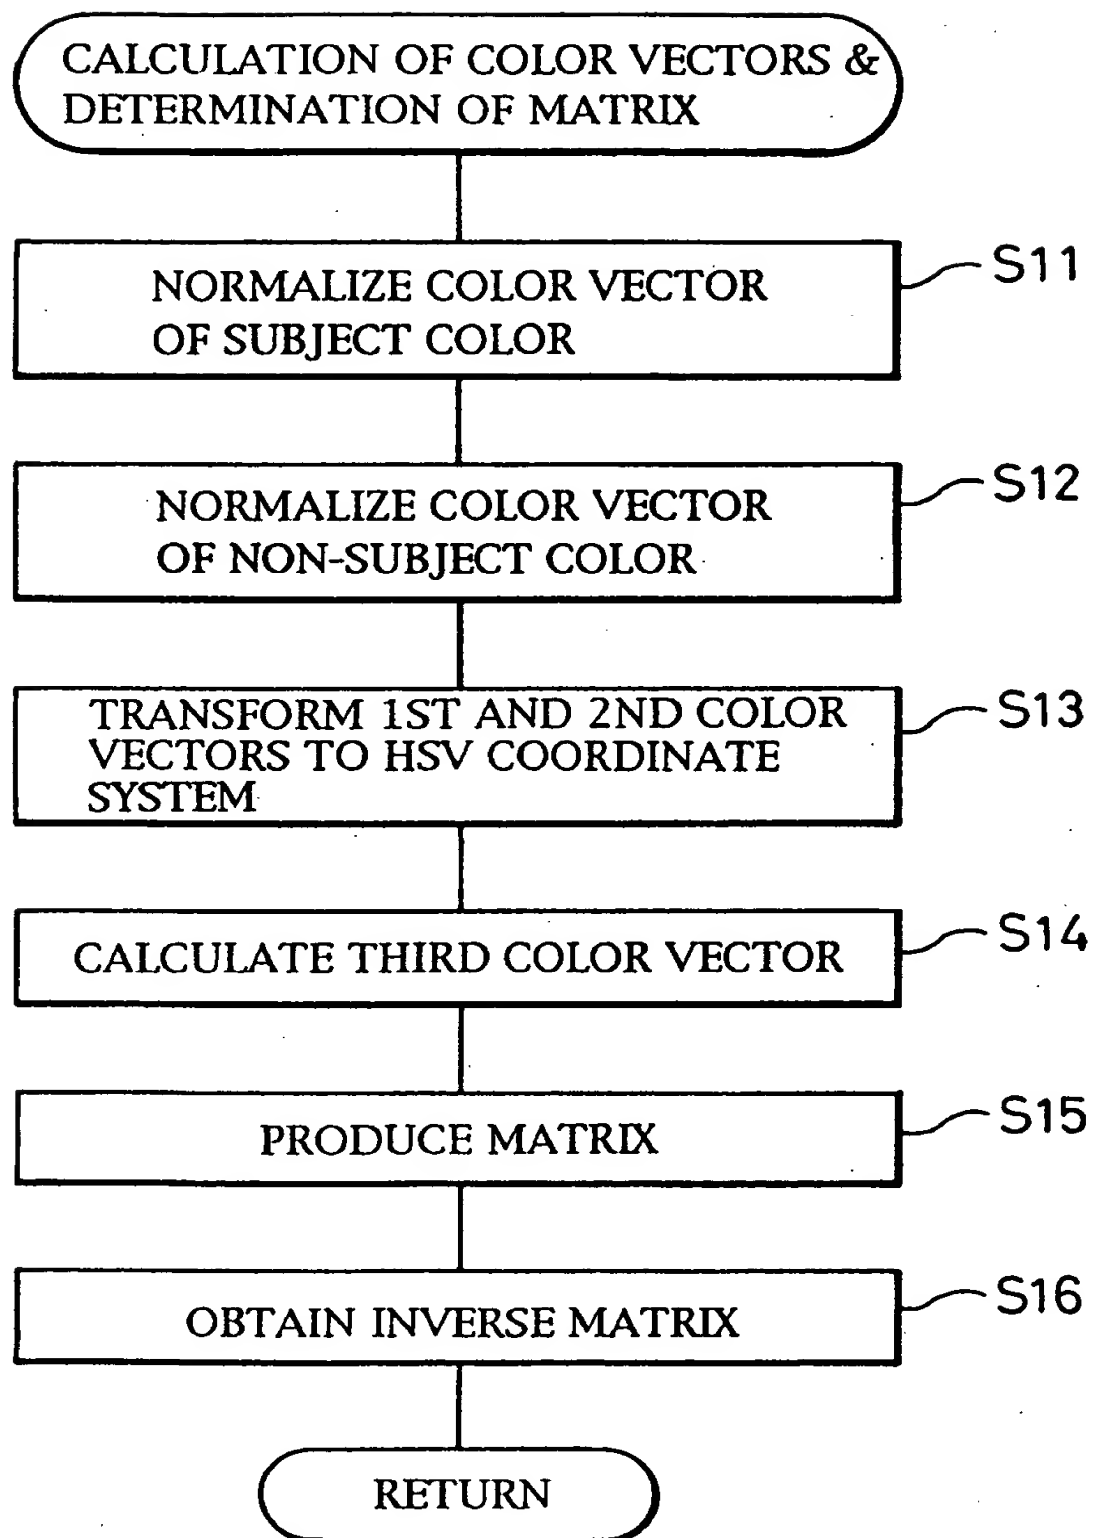 CALCULATION OF COLOR VECTORS &
DETERMINATION OF MATRIX
NORMALIZE COLOR VECTOR
OF SUBJECT COLOR
S11
NORMALIZE COLOR VECTOR
OF NON-SUBJECT COLOR
S12
TRANSFORM 1ST AND 2ND COLOR
VECTORS TO HSV COORDINATE
SYSTEM
S13
CALCULATE THIRD COLOR VECTOR
S14
PRODUCE MATRIX
S15
OBTAIN INVERSE MATRIX
S16
RETURN